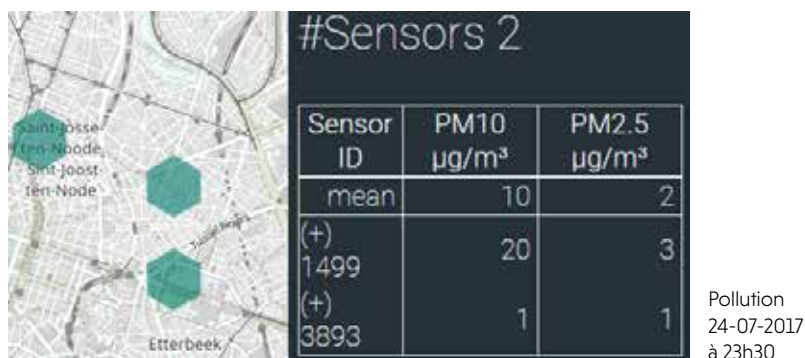 Saint-Josse-
ten-Noode
Sint-Joost-
ten-Node
Etterbeek
#Sensors 2
Sensor ID PM10 µg/m³ PM2.5 µg/m³
mean 10 2
(+) 1499 20 3
(+) 3893 1 1
Pollution
24-07-2017
à 23h30